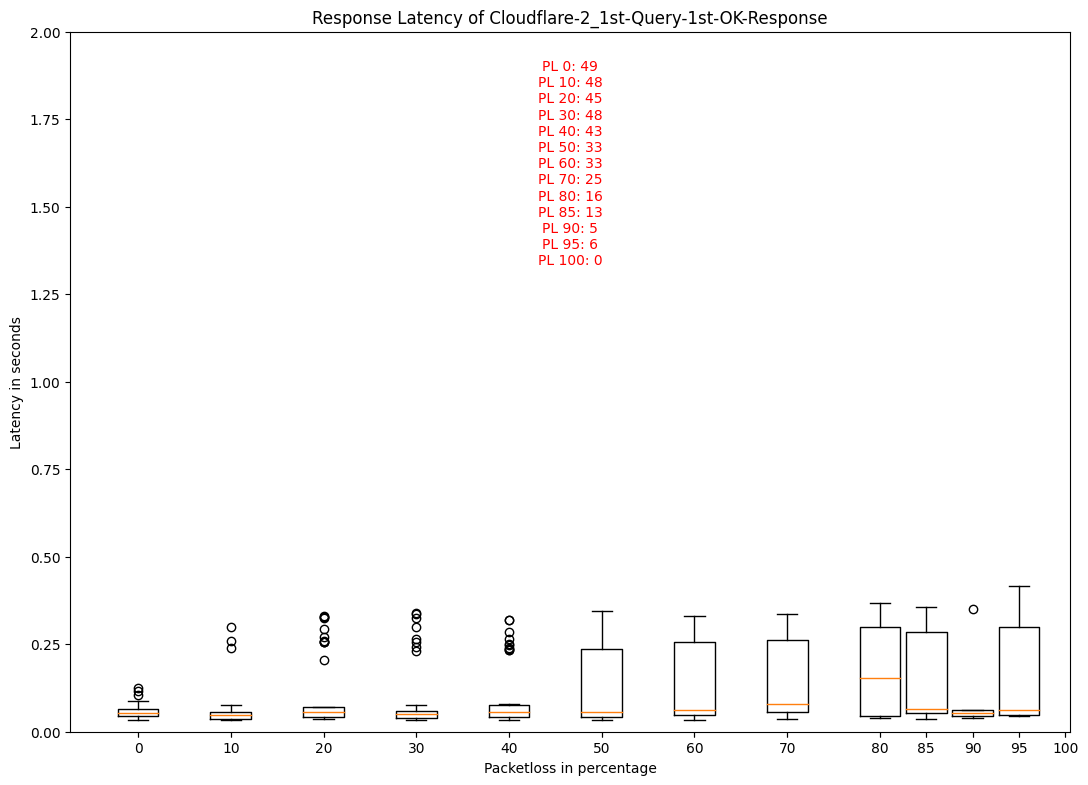 Response Latency of Cloudflare-2_1st-Query-1st-OK-Response
2.00
1.75
1.50
1.25
1.00
0.75
0.50
0.25
0.00
Latency in seconds
PL 0: 49
PL 10: 48
PL 20: 45
PL 30: 48
PL 40: 43
PL 50: 33
PL 60: 33
PL 70: 25
PL 80: 16
PL 85: 13
PL 90: 5
PL 95: 6
PL 100: 0
0 10 20 30 40 50 60 70 80 85 90 95 100
Packetloss in percentage